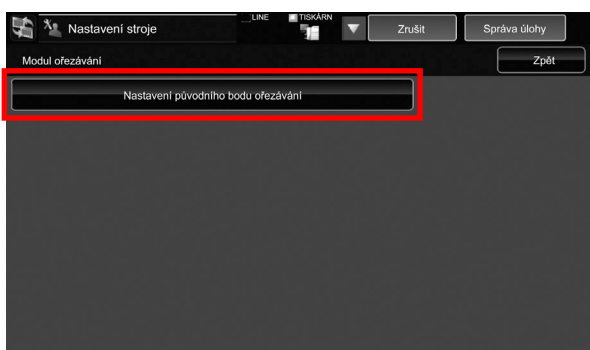 Nastavení stroje
LINE
TISKÁRN
Zrušit
Správa úlohy
Modul ořezávání
Zpět
Nastavení původního bodu ořezávání